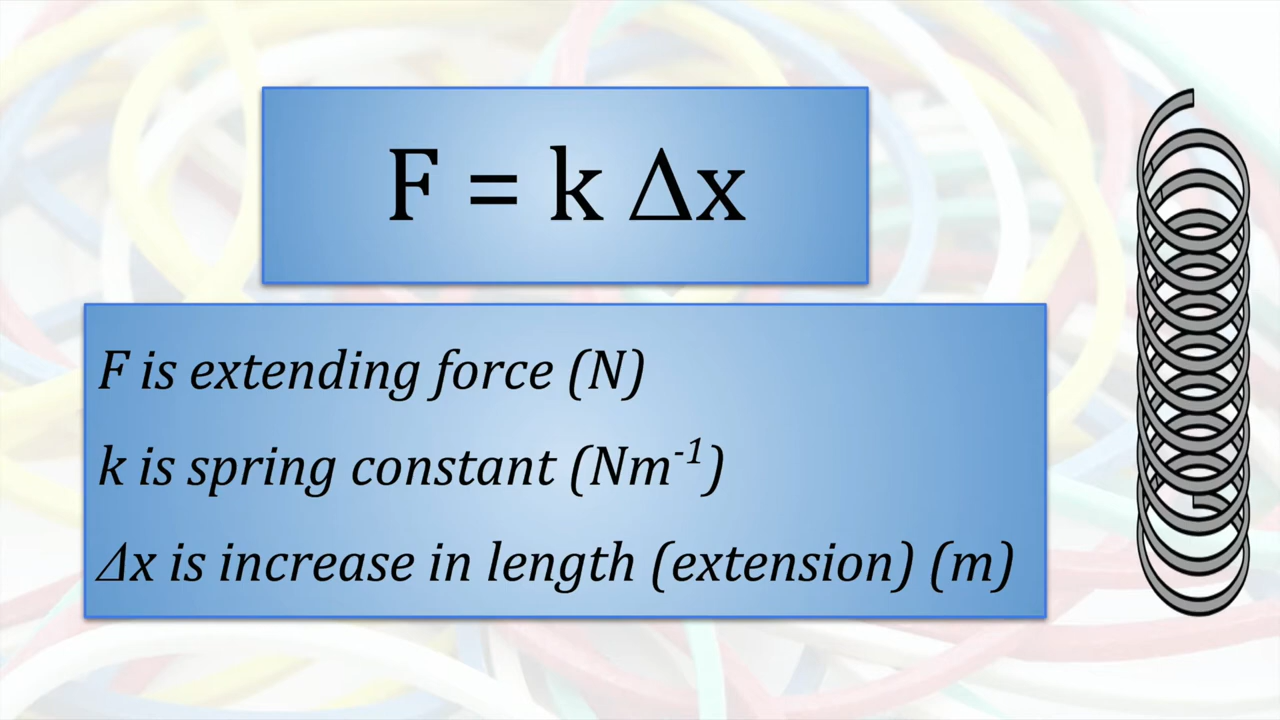 F = k Δx
F is extending force (N)
k is spring constant (Nm⁻¹)
Δx is increase in length (extension) (m)